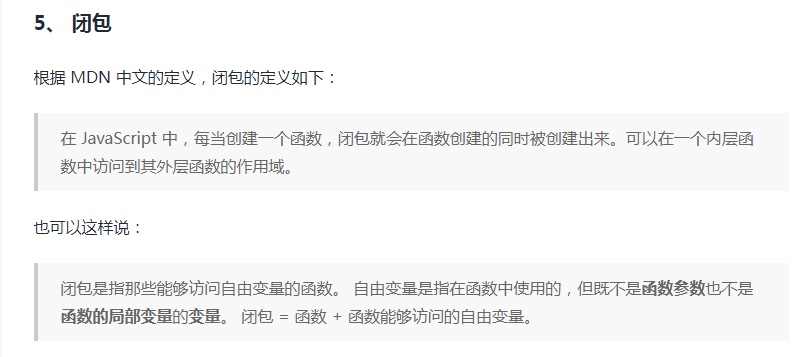 5、 闭包
根据 MDN 中文的定义，闭包的定义如下：
在 JavaScript 中，每当创建一个函数，闭包就会在函数创建的同时被创建出来。可以在一个内层函
数中访问到其外层函数的作用域。
也可以这样说：
闭包是指那些能够访问自由变量的函数。 自由变量是指在函数中使用的，但既不是函数参数也不是
函数的局部变量的变量。 闭包 = 函数 + 函数能够访问的自由变量。